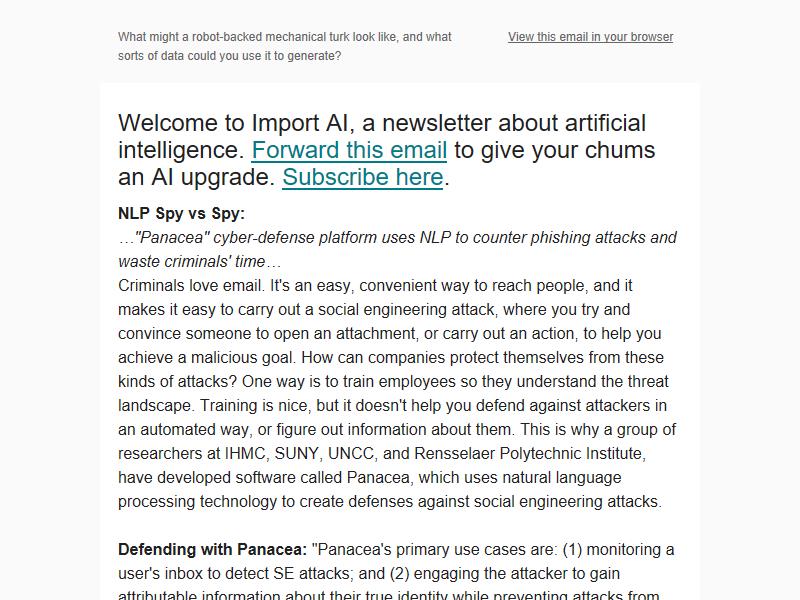 What might a robot-backed mechanical turk look like, and what
sorts of data could you use it to generate?
View this email in your browser
Welcome to Import AI, a newsletter about artificial
intelligence. Forward this email to give your chums
an AI upgrade. Subscribe here.
NLP Spy vs Spy:
…"Panacea" cyber-defense platform uses NLP to counter phishing attacks and
waste criminals' time…
Criminals love email. It's an easy, convenient way to reach people, and it
makes it easy to carry out a social engineering attack, where you try and
convince someone to open an attachment, or carry out an action, to help you
achieve a malicious goal. How can companies protect themselves from these
kinds of attacks? One way is to train employees so they understand the threat
landscape. Training is nice, but it doesn't help you defend against attackers in
an automated way, or figure out information about them. This is why a group of
researchers at IHMC, SUNY, UNCC, and Rensselaer Polytechnic Institute,
have developed software called Panacea, which uses natural language
processing technology to create defenses against social engineering attacks.
Defending with Panacea: "Panacea's primary use cases are: (1) monitoring a
user's inbox to detect SE attacks; and (2) engaging the attacker to gain
attributable information about their true identity while preventing attacks from